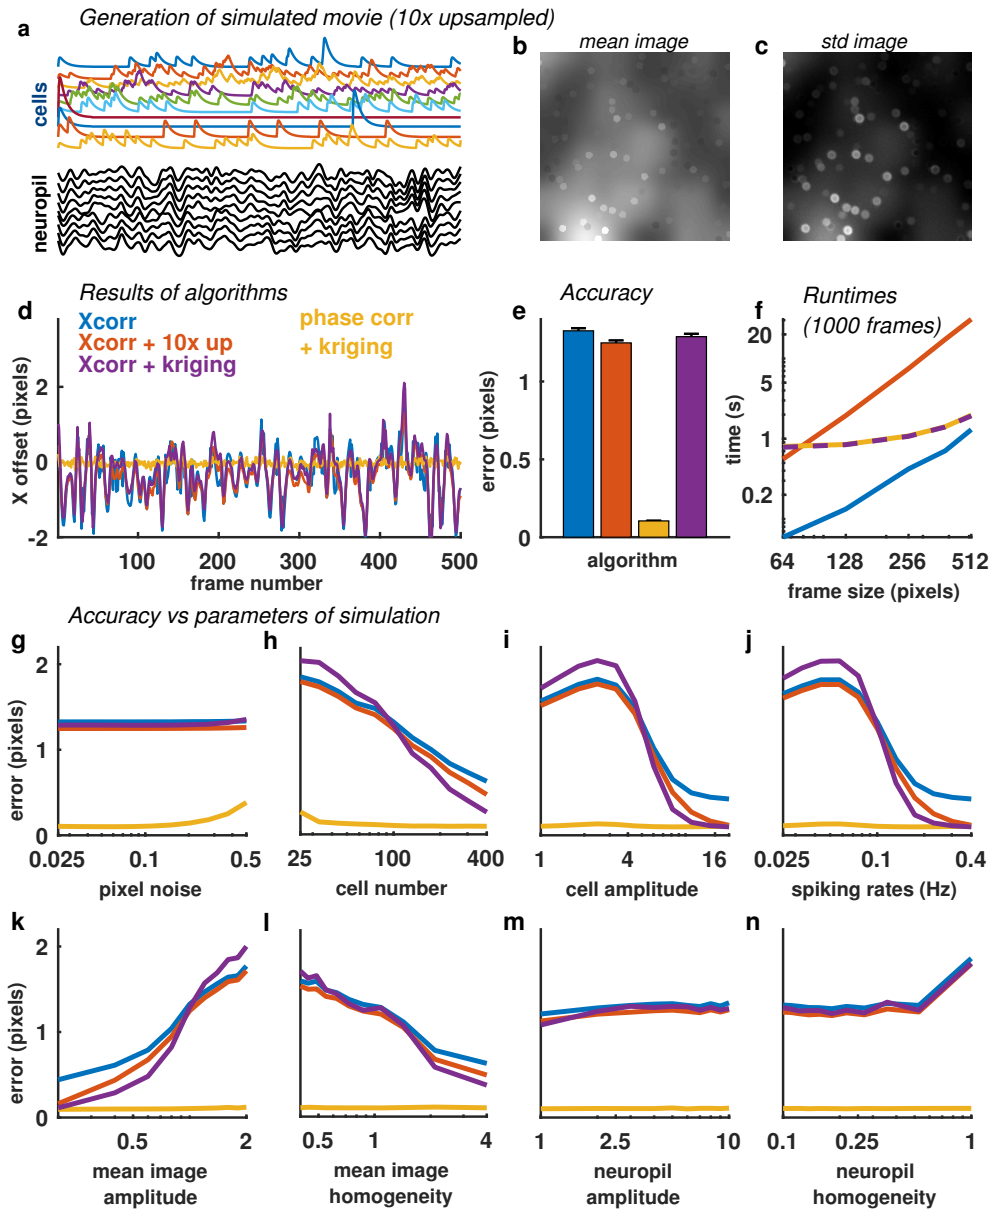 Generation of simulated movie (10x upsampled)
a
cells
neuropil
b
mean image
c
std image
d
Results of algorithms
Xcorr
Xcorr + 10x up
Xcorr + kriging
phase corr
+ kriging
X offset (pixels)
2
0
-2
100
200
300
400
500
frame number
e
Accuracy
error (pixels)
1
0.5
0
algorithm
f
Runtimes
(1000 frames)
time (s)
20
5
1
0.2
64
128
256
512
frame size (pixels)
Accuracy vs parameters of simulation
g
error (pixels)
2
1
0
0.025
0.1
0.5
pixel noise
h
25
100
400
cell number
i
1
4
16
cell amplitude
j
0.025
0.1
0.4
spiking rates (Hz)
k
error (pixels)
2
1
0
0.5
2
mean image
amplitude
l
0.5
1
4
mean image
homogeneity
m
1
2.5
10
neuropil
amplitude
n
0.1
0.25
1
neuropil
homogeneity